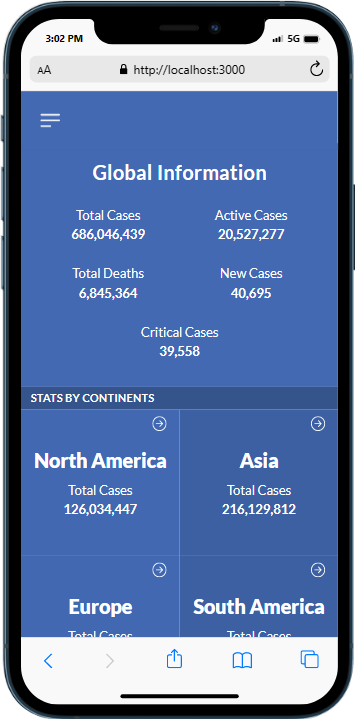 3:02 PM 5G
AA http://localhost:3000
Global Information
Total Cases Active Cases
686,046,439 20,527,277
Total Deaths New Cases
6,845,364 40,695
Critical Cases
39,558
STATS BY CONTINENTS
North America Asia
Total Cases Total Cases
126,034,447 216,129,812
Europe South America
Total Cases Total Cases